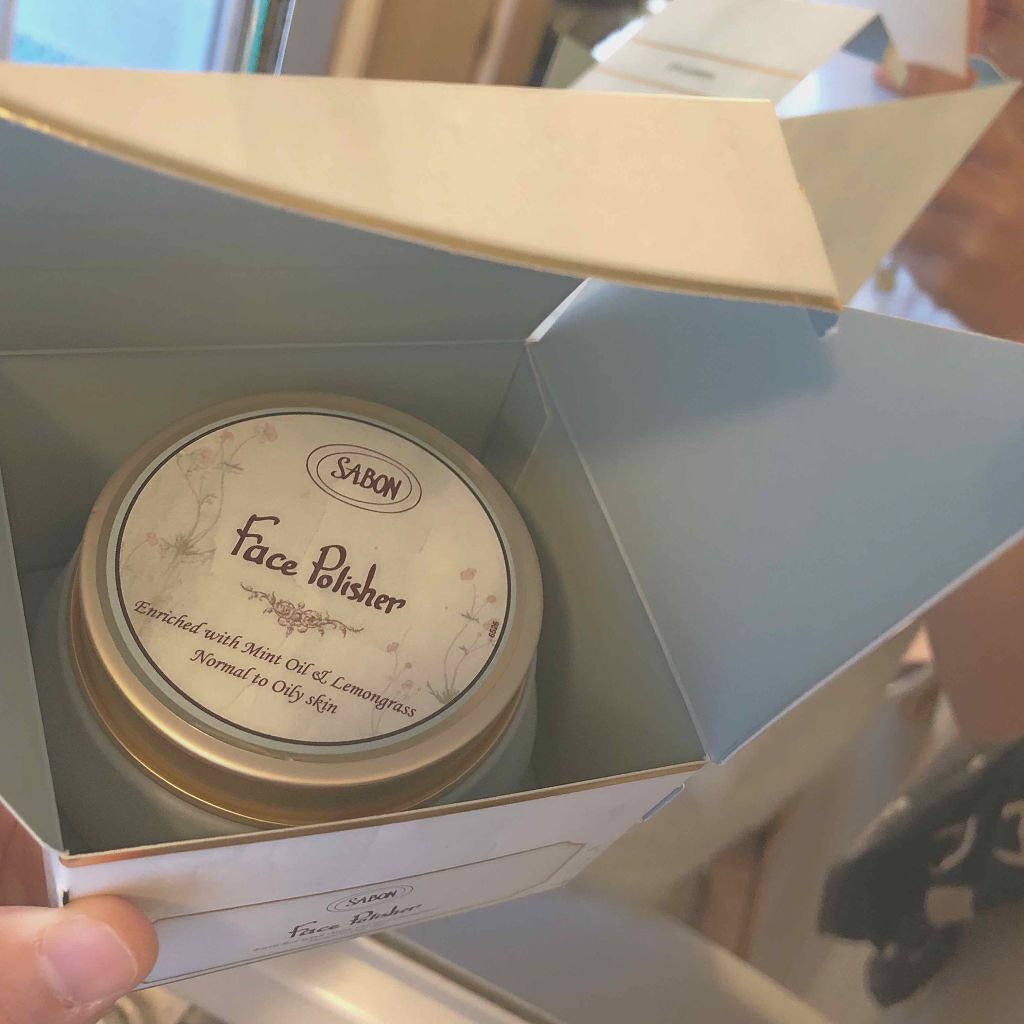 SABON
Face Polisher
Enriched with Mint Oil & Lemongrass
Normal to Oily skin
SABON
Face Polisher